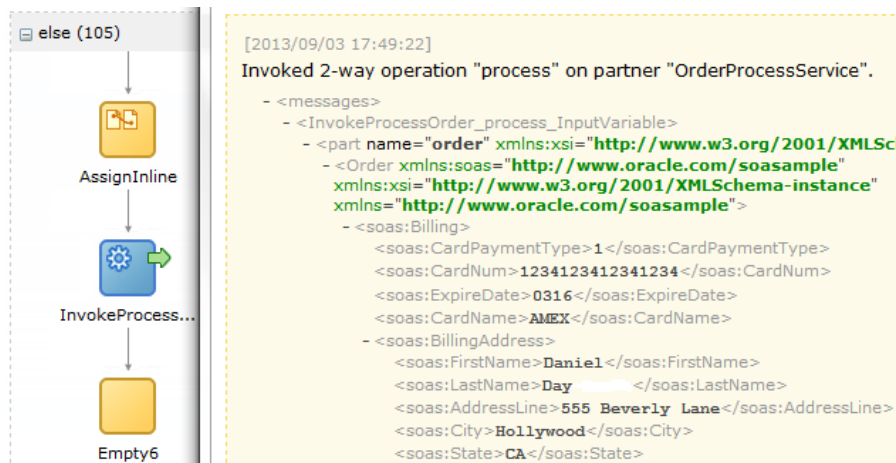 else (105)
AssignInline
InvokeProcess...
Empty6
[2013/09/03 17:49:22]
Invoked 2-way operation "process" on partner "OrderProcessService".
- <messages>
- <InvokeProcessOrder_process_InputVariable>
- <part name="order" xmlns:xsi="http://www.w3.org/2001/XMLSc
- <Order xmlns:soas="http://www.oracle.com/soasample"
xmlns:xsi="http://www.w3.org/2001/XMLSchema-instance"
xmlns="http://www.oracle.com/soasample">
- <soas:Billing>
<soas:CardPaymentType>1</soas:CardPaymentType>
<soas:CardNum>1234123412341234</soas:CardNum>
<soas:ExpireDate>0316</soas:ExpireDate>
<soas:CardName>AMEX</soas:CardName>
- <soas:BillingAddress>
<soas:FirstName>Daniel</soas:FirstName>
<soas:LastName>Day </soas:LastName>
<soas:AddressLine>555 Beverly Lane</soas:AddressLine>
<soas:City>Hollywood</soas:City>
<soas:State>CA</soas:State>